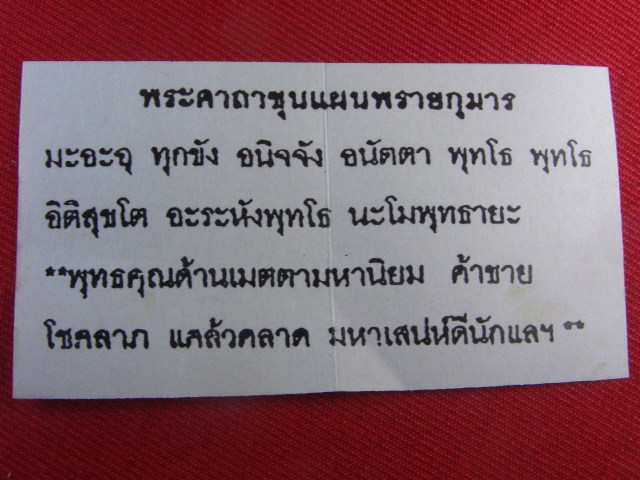 พระคาถาขุนแผนพรายกุมาร
มะอะอุ ทุกขัง อนิจจัง อนัตตา พุทโธ พุทโธ
อิติสุขโต อะระหังพุทโธ นะโมพุทธายะ
**พุทธคุณด้านเมตตามหานิยม ค้าขาย
โชคลาภ แคล้วคลาด มหาเสน่ห์ดีนักแลฯ**